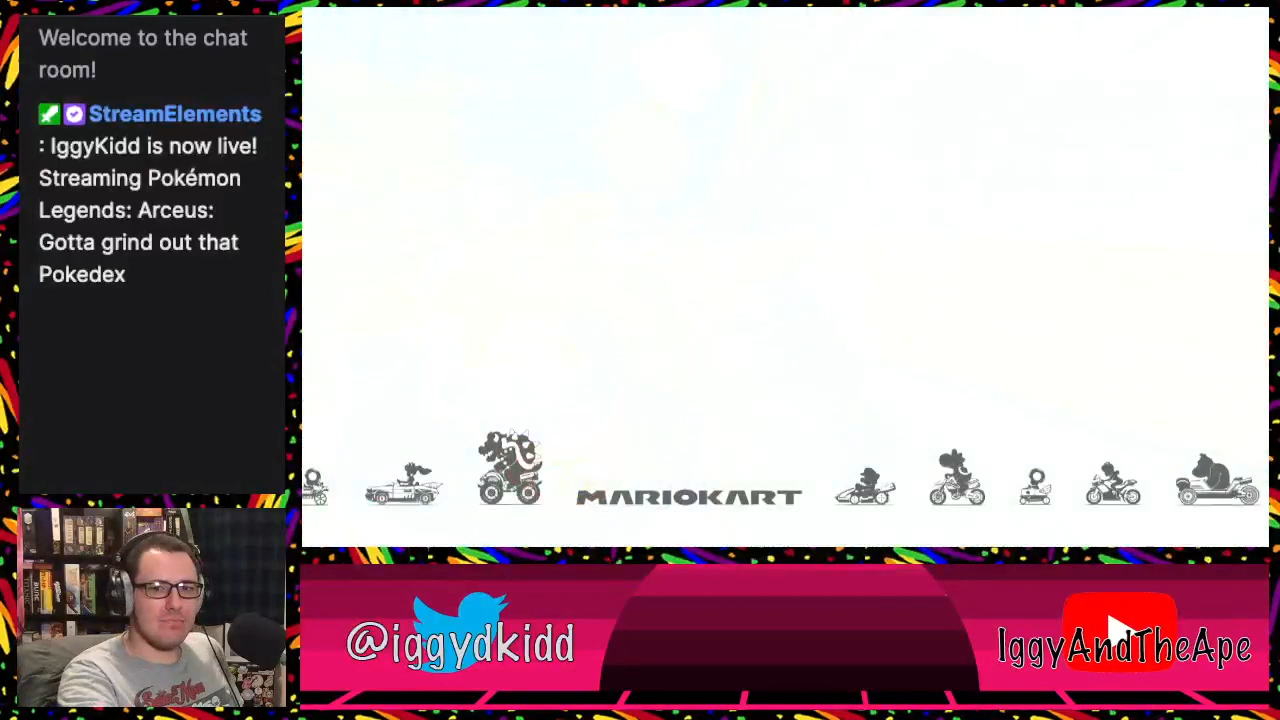 Welcome to the chat
room!
StreamElements
: IggyKidd is now live!
Streaming Pokémon
Legends: Arceus:
Gotta grind out that
Pokedex
MARIOKART
@iggydkidd
IggyAndTheApe